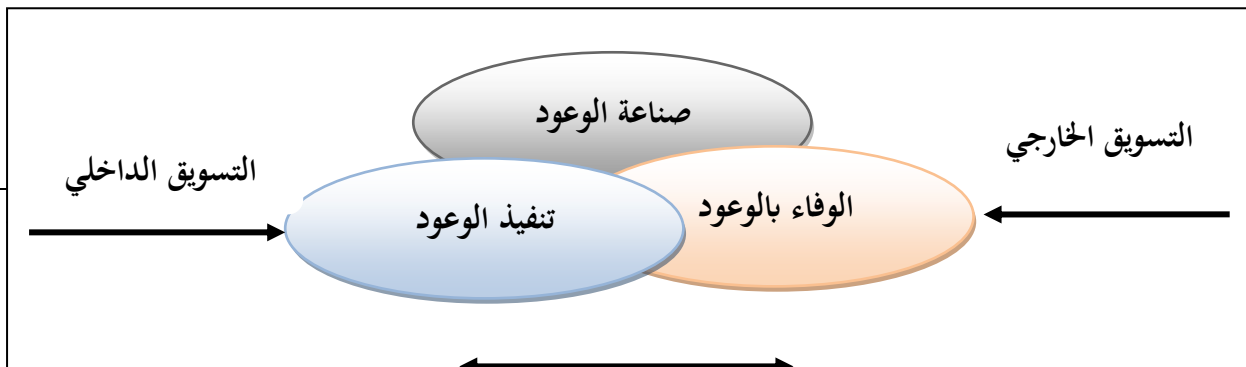 صناعة الوعود
التسويق الخارجي
التسويق الداخلي
الوفاء بالوعود
تنفيذ الوعود